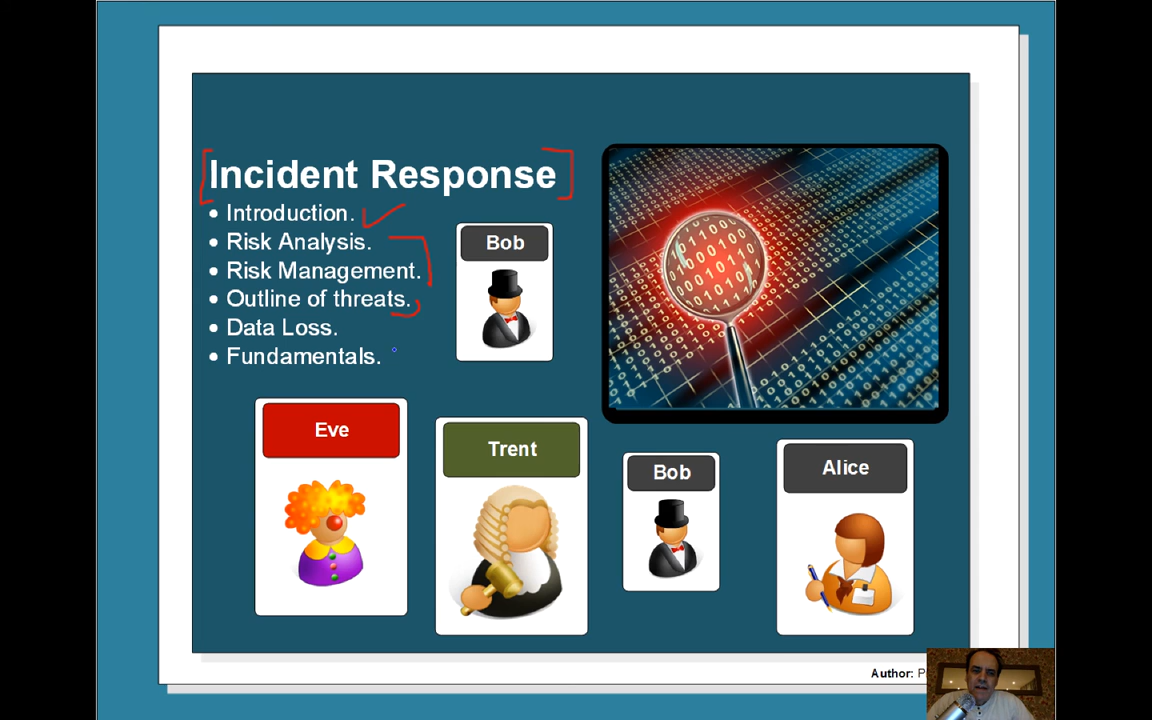 Incident Response
• Introduction.
• Risk Analysis.
• Risk Management.
• Outline of threats.
• Data Loss.
• Fundamentals.
Bob
Eve
Trent
Bob
Alice
Author: